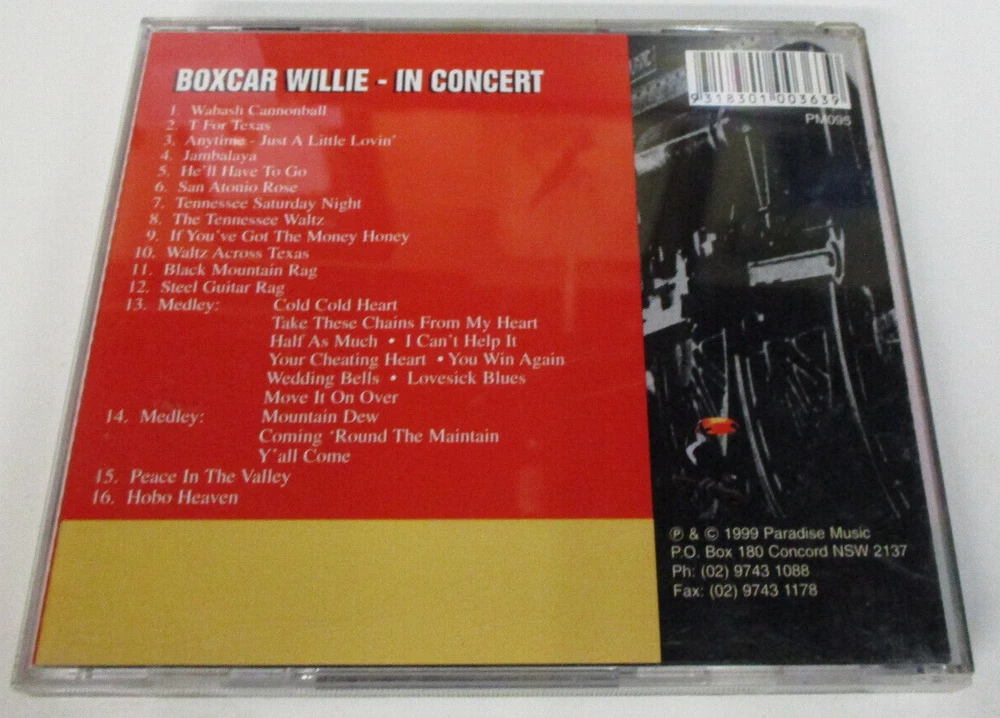 BOXCAR WILLIE - IN CONCERT
1. Wabash Cannonball
2. T For Texas
3. Anytime - Just A Little Lovin'
4. Jambalaya
5. He'll Have To Go
6. San Atonio Rose
7. Tennessee Saturday Night
8. The Tennessee Waltz
9. If You've Got The Money Honey
10. Waltz Across Texas
11. Black Mountain Rag
12. Steel Guitar Rag
13. Medley: Cold Cold Heart
Take These Chains From My Heart
Half As Much • I Can't Help It
Your Cheating Heart • You Win Again
Wedding Bells • Lovesick Blues
Move It On Over
14. Medley: Mountain Dew
Coming 'Round The Maintain
Y'all Come
15. Peace In The Valley
16. Hobo Heaven
9 318301 003639
PM095
℗ & © 1999 Paradise Music
P.O. Box 180 Concord NSW 2137
Ph: (02) 9743 1088
Fax: (02) 9743 1178